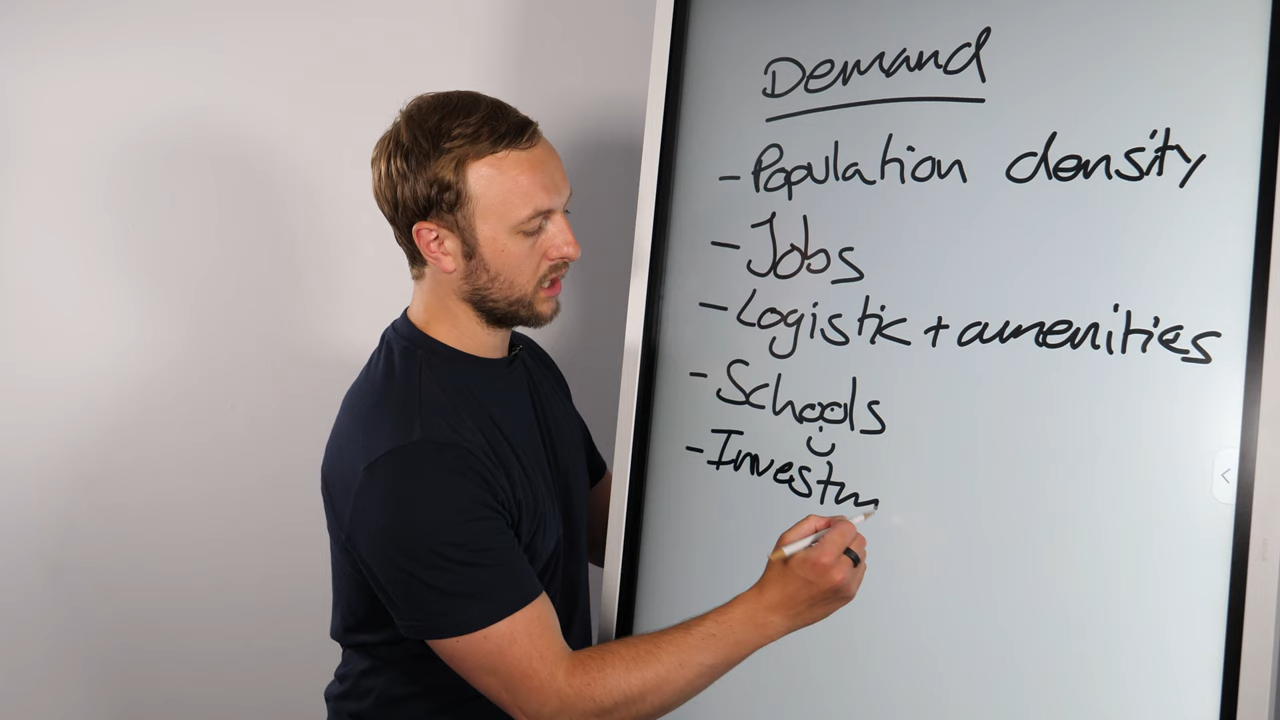 Demand
- Population density
- Jobs
- Logistic + amenities
- Schools
- Investm